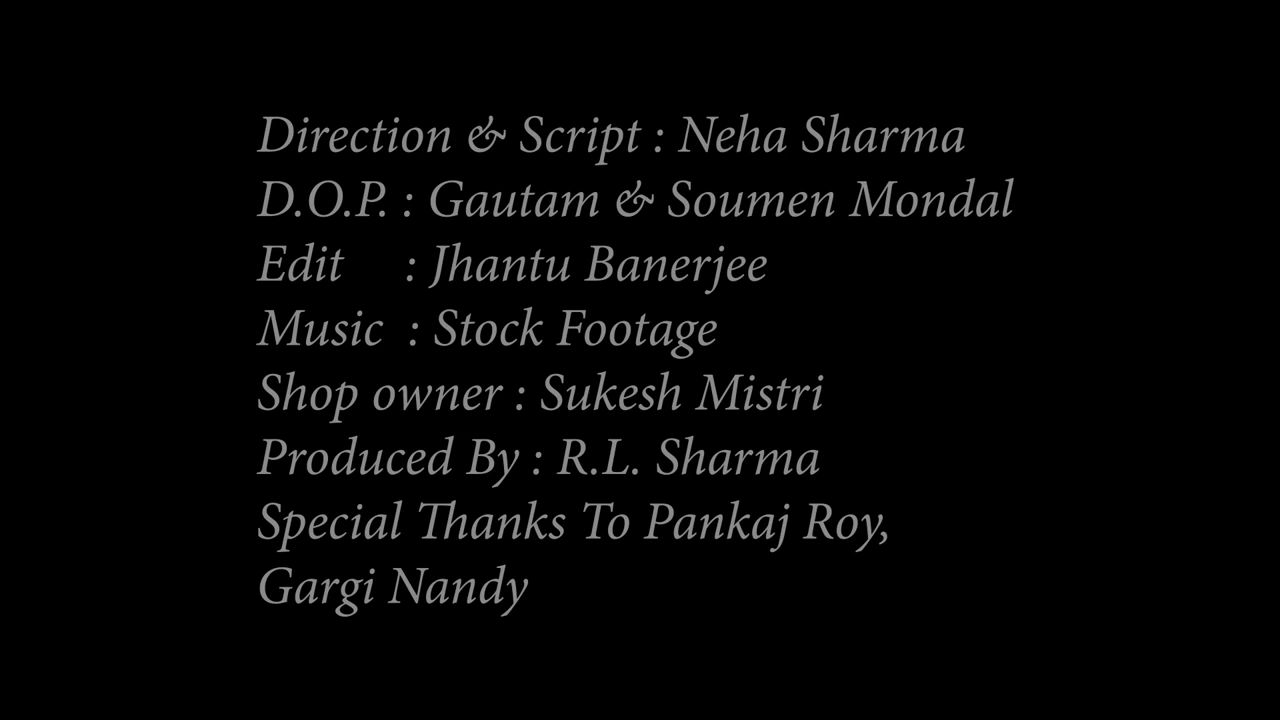 Direction & Script : Neha Sharma
D.O.P. : Gautam & Soumen Mondal
Edit : Jhantu Banerjee
Music : Stock Footage
Shop owner : Sukesh Mistri
Produced By : R.L. Sharma
Special Thanks To Pankaj Roy,
Gargi Nandy